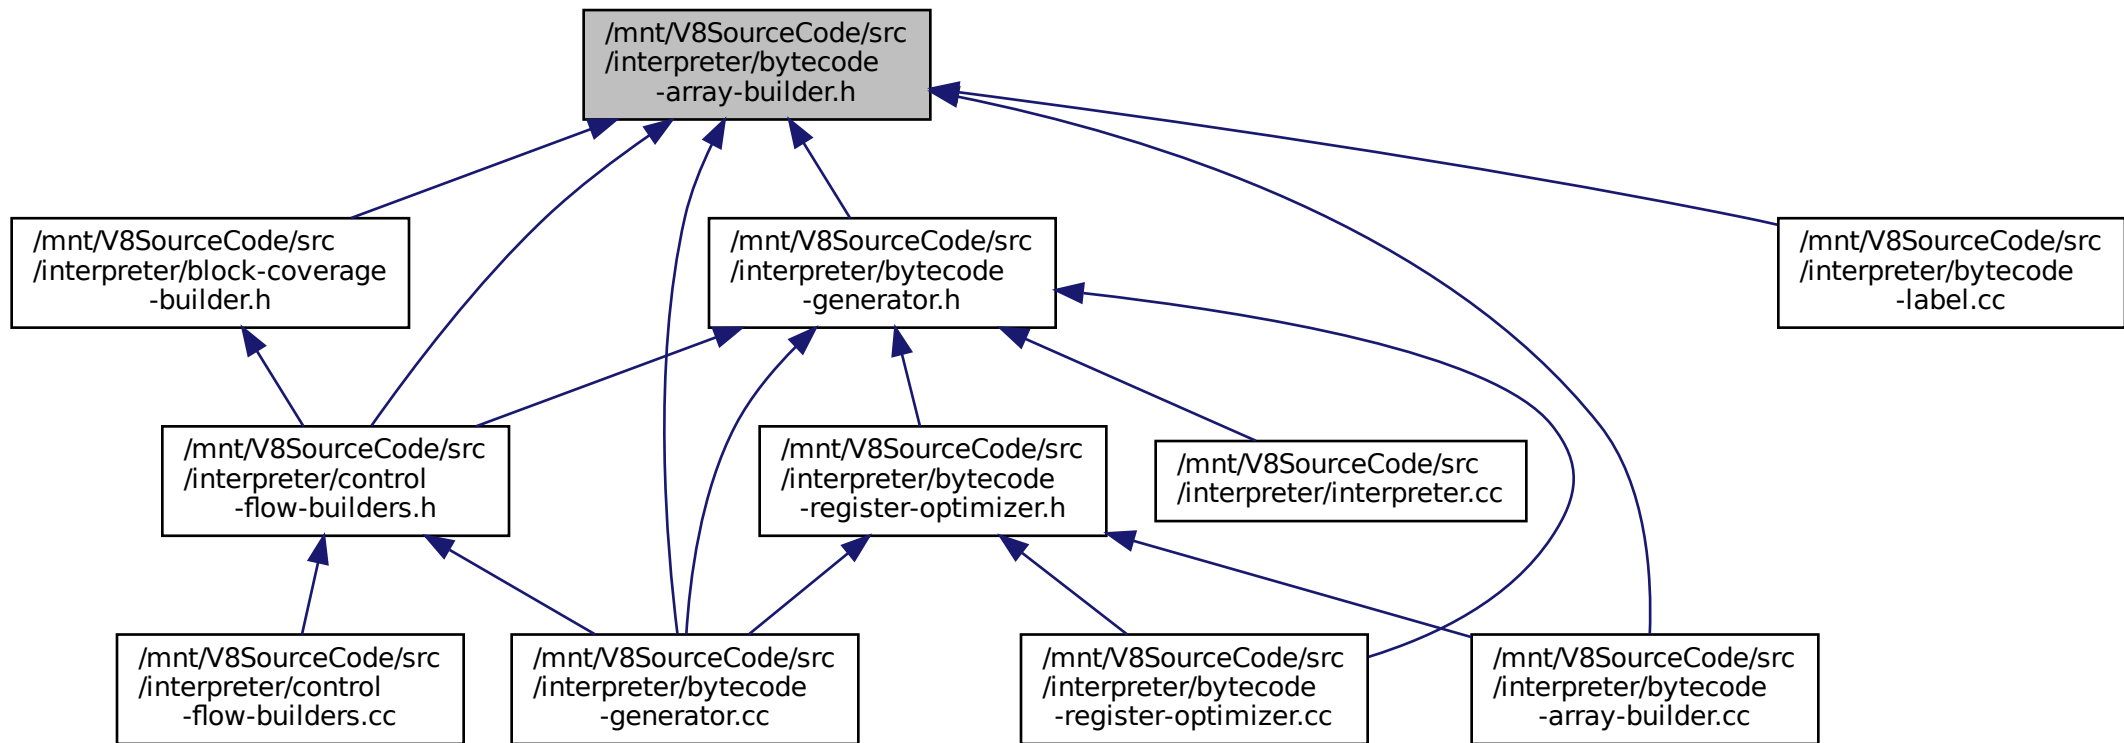 /mnt/V8SourceCode/src
/interpreter/bytecode
-array-builder.h
/mnt/V8SourceCode/src
/interpreter/block-coverage
-builder.h
/mnt/V8SourceCode/src
/interpreter/bytecode
-generator.h
/mnt/V8SourceCode/src
/interpreter/bytecode
-label.cc
/mnt/V8SourceCode/src
/interpreter/control
-flow-builders.h
/mnt/V8SourceCode/src
/interpreter/bytecode
-register-optimizer.h
/mnt/V8SourceCode/src
/interpreter/interpreter.cc
/mnt/V8SourceCode/src
/interpreter/control
-flow-builders.cc
/mnt/V8SourceCode/src
/interpreter/bytecode
-generator.cc
/mnt/V8SourceCode/src
/interpreter/bytecode
-register-optimizer.cc
/mnt/V8SourceCode/src
/interpreter/bytecode
-array-builder.cc